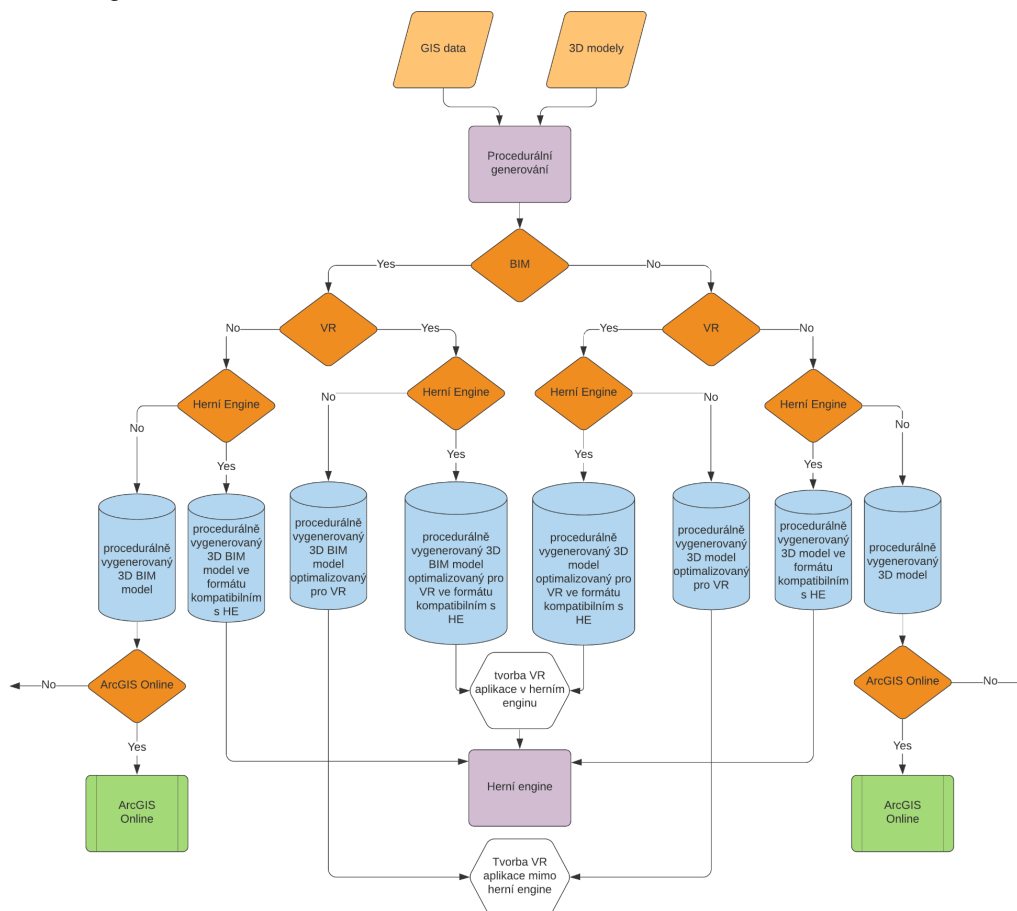 GIS data
3D modely
Procedurální
generování
BIM
Yes
No
VR
VR
No
Yes
Yes
No
Herní Engine
Herní Engine
Herní Engine
Herní Engine
No
Yes
No
Yes
Yes
No
Yes
No
procedurálně
vygenerovaný
3D BIM
model
procedurálně
vygenerovaný
3D BIM
model ve
formátu
kompatibilním
s HE
procedurálně
vygenerovaný
3D BIM
model
optimalizovaný
pro VR
procedurálně
vygenerovaný 3D
BIM model
optimalizovaný pro
VR ve formátu
kompatibilním s
HE
procedurálně
vygenerovaný 3D
model
optimalizovaný pro
VR ve formátu
kompatibilním s
HE
procedurálně
vygenerovaný
3D model
optimalizovaný
pro VR
procedurálně
vygenerovaný
3D model ve
formátu
kompatibilním
s HE
procedurálně
vygenerovaný
3D model
No
ArcGIS Online
tvorba VR
aplikace v herním
enginu
ArcGIS Online
No
Yes
Yes
ArcGIS
Online
Herní engine
ArcGIS
Online
Tvorba VR
aplikace mimo
herní engine